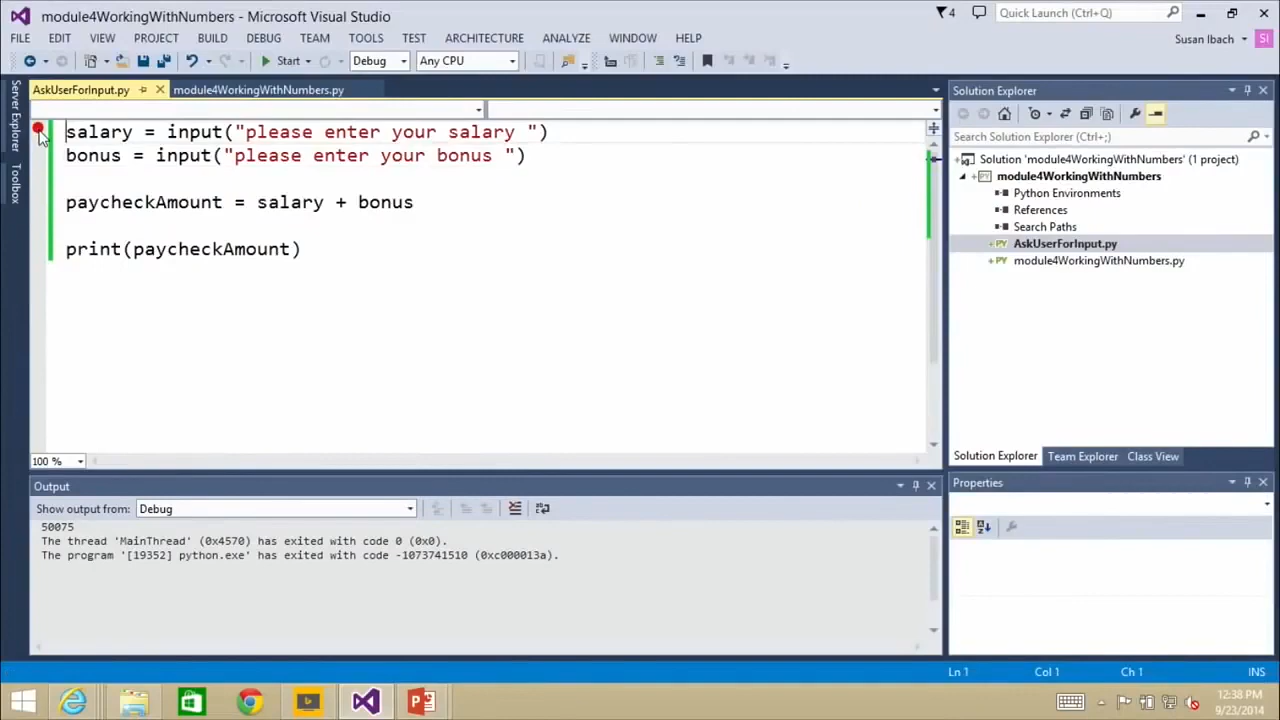 module4WorkingWithNumbers - Microsoft Visual Studio
4
Quick Launch (Ctrl+Q)
FILE EDIT VIEW PROJECT BUILD DEBUG TEAM TOOLS TEST ARCHITECTURE ANALYZE WINDOW HELP
Susan Ibach
SI
Start
Debug
Any CPU
Server Explorer
Toolbox
AskUserForInput.py
module4WorkingWithNumbers.py
salary = input("please enter your salary ")
bonus = input("please enter your bonus ")
paycheckAmount = salary + bonus
print(paycheckAmount)
100 %
Output
Show output from: Debug
50075
The thread 'MainThread' (0x4570) has exited with code 0 (0x0).
The program '[19352] python.exe' has exited with code -1073741510 (0xc000013a).
Solution Explorer
Search Solution Explorer (Ctrl+;)
Solution 'module4WorkingWithNumbers' (1 project)
module4WorkingWithNumbers
Python Environments
References
Search Paths
AskUserForInput.py
module4WorkingWithNumbers.py
Solution Explorer Team Explorer Class View
Properties
Ln 1 Col 1 Ch 1 INS
12:38 PM
9/23/2014